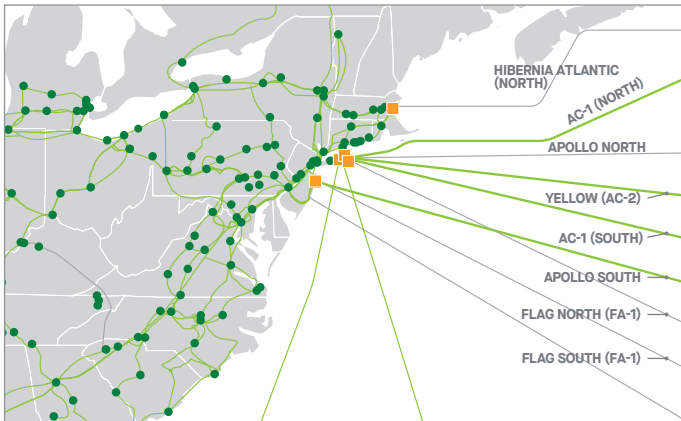 HIBERNIA ATLANTIC
(NORTH)
AC-1 (NORTH)
APOLLO NORTH
YELLOW (AC-2)
AC-1 (SOUTH)
APOLLO SOUTH
FLAG NORTH (FA-1)
FLAG SOUTH (FA-1)